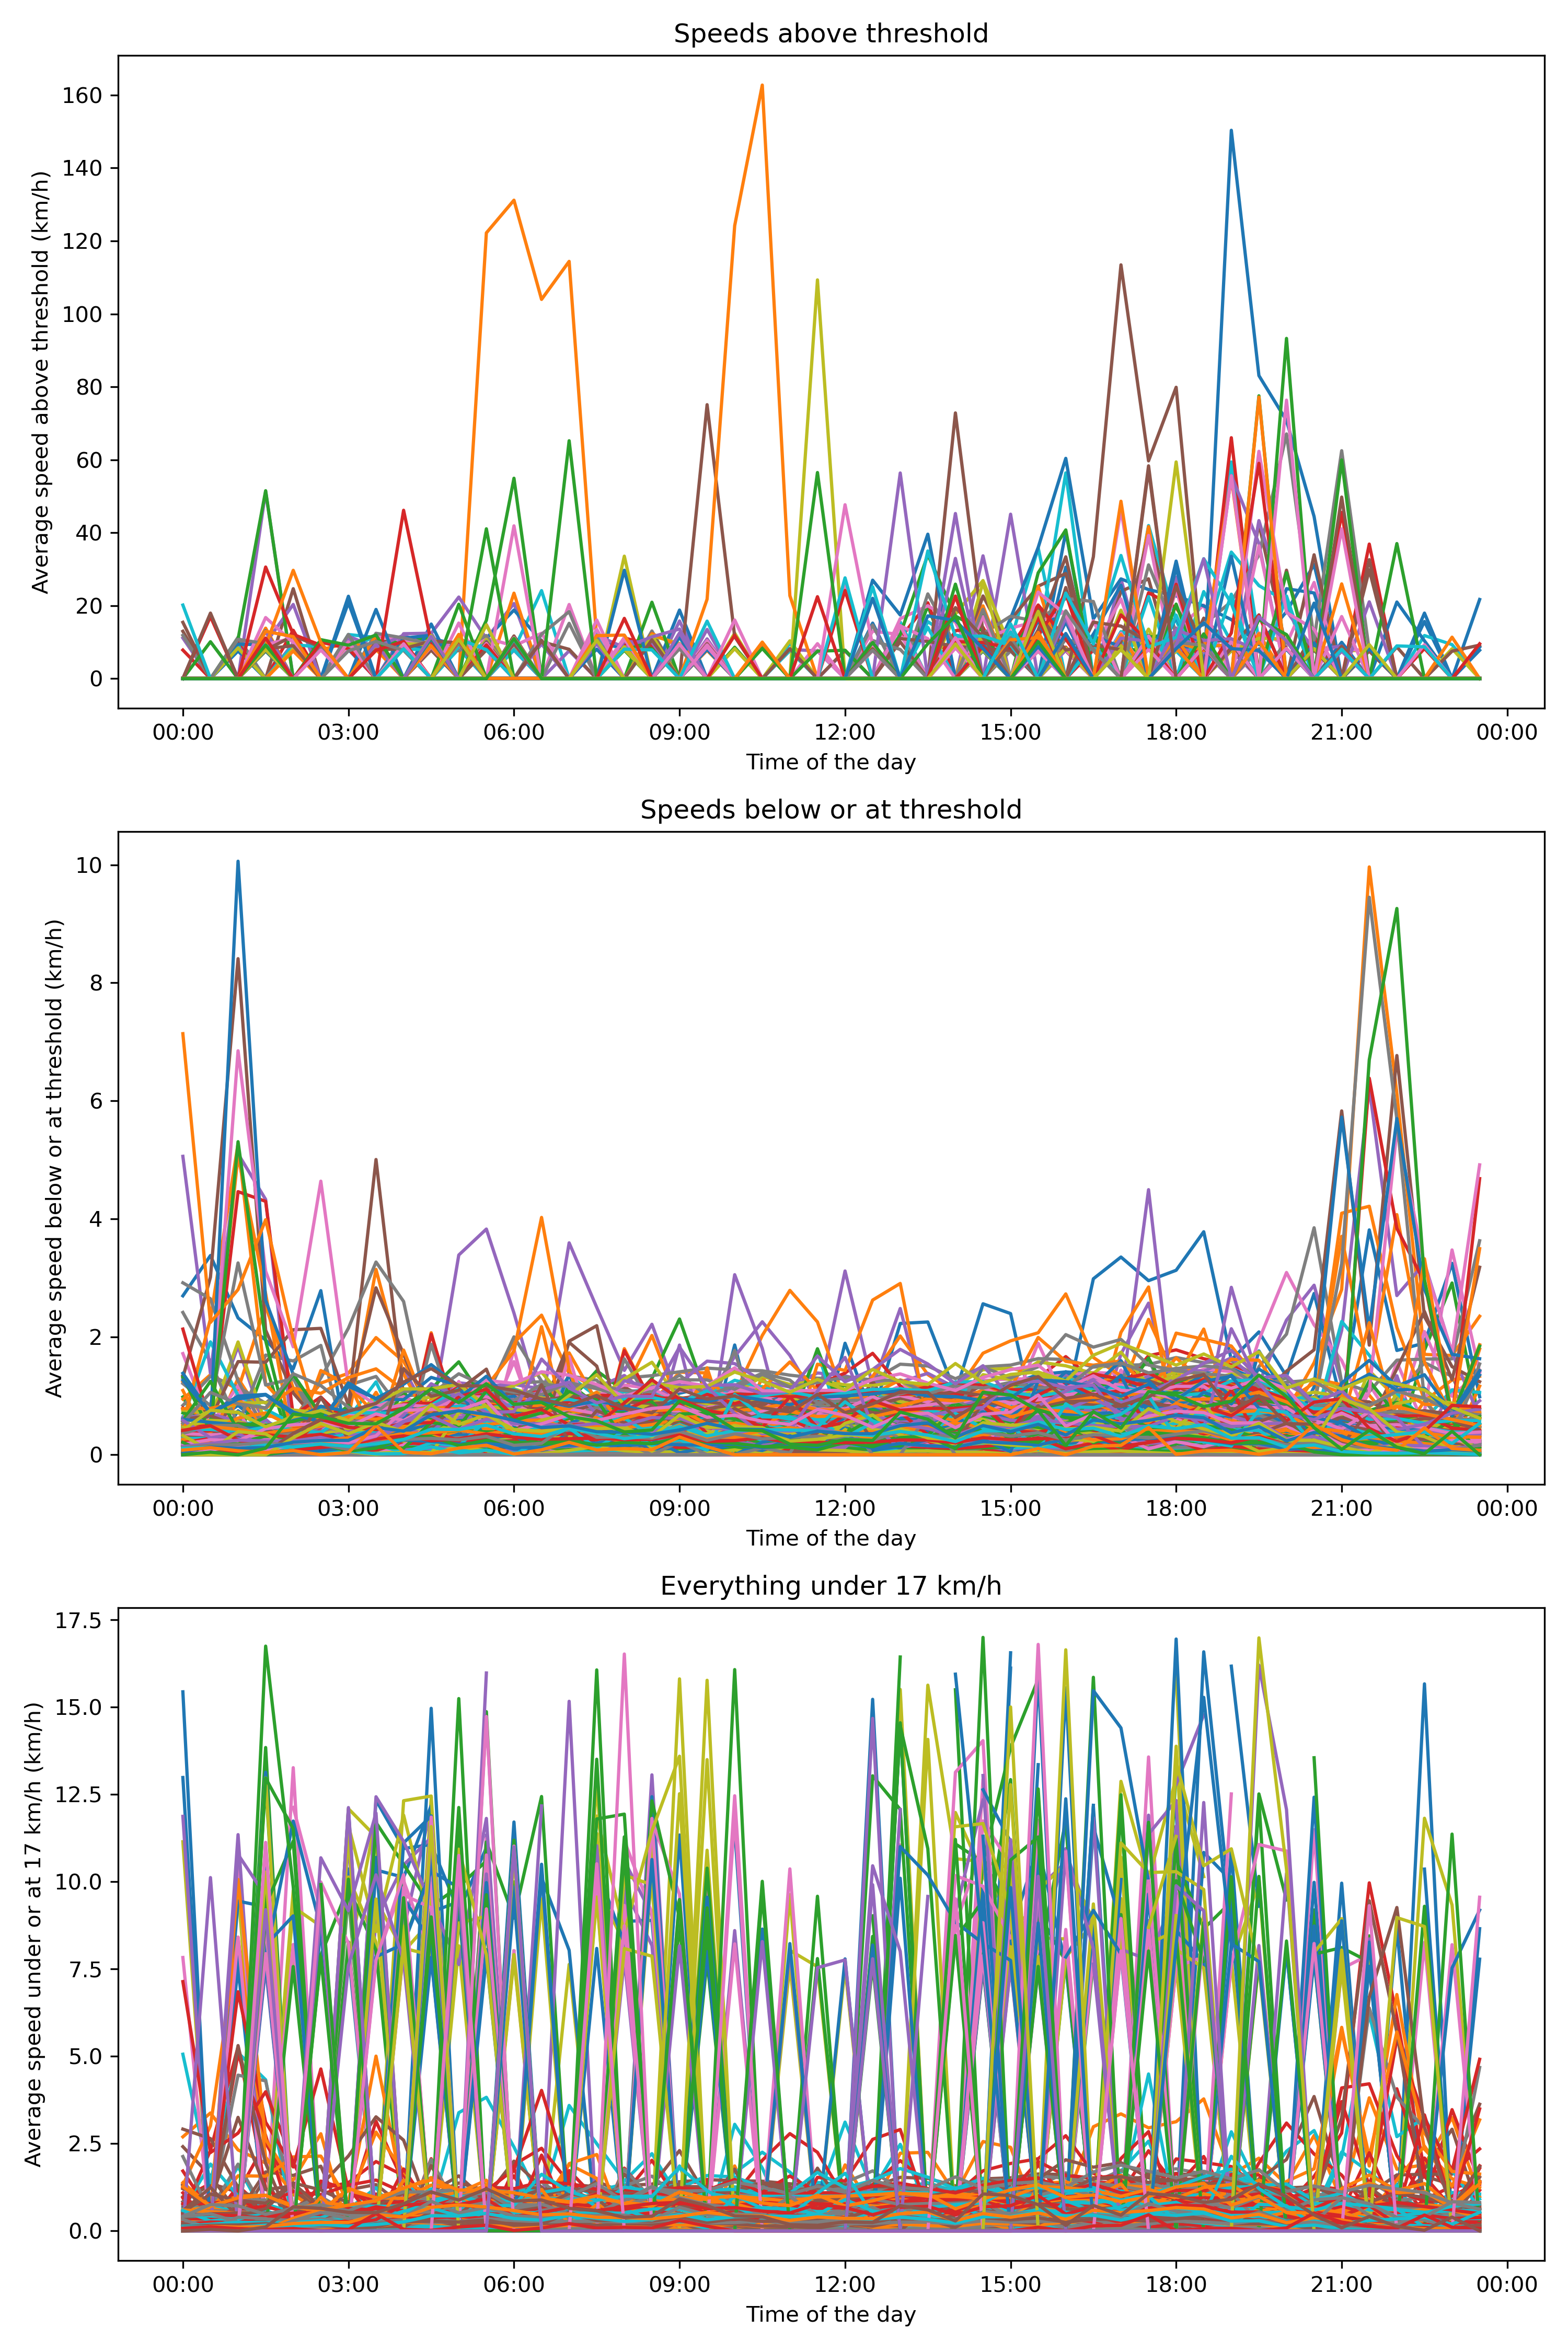 Speeds above threshold
Average speed above threshold (km/h)
160
140
120
100
80
60
40
20
0
00:00 03:00 06:00 09:00 12:00 15:00 18:00 21:00 00:00
Time of the day
Speeds below or at threshold
Average speed below or at threshold (km/h)
10
8
6
4
2
0
00:00 03:00 06:00 09:00 12:00 15:00 18:00 21:00 00:00
Time of the day
Everything under 17 km/h
Average speed under or at 17 km/h (km/h)
17.5
15.0
12.5
10.0
7.5
5.0
2.5
0.0
00:00 03:00 06:00 09:00 12:00 15:00 18:00 21:00 00:00
Time of the day